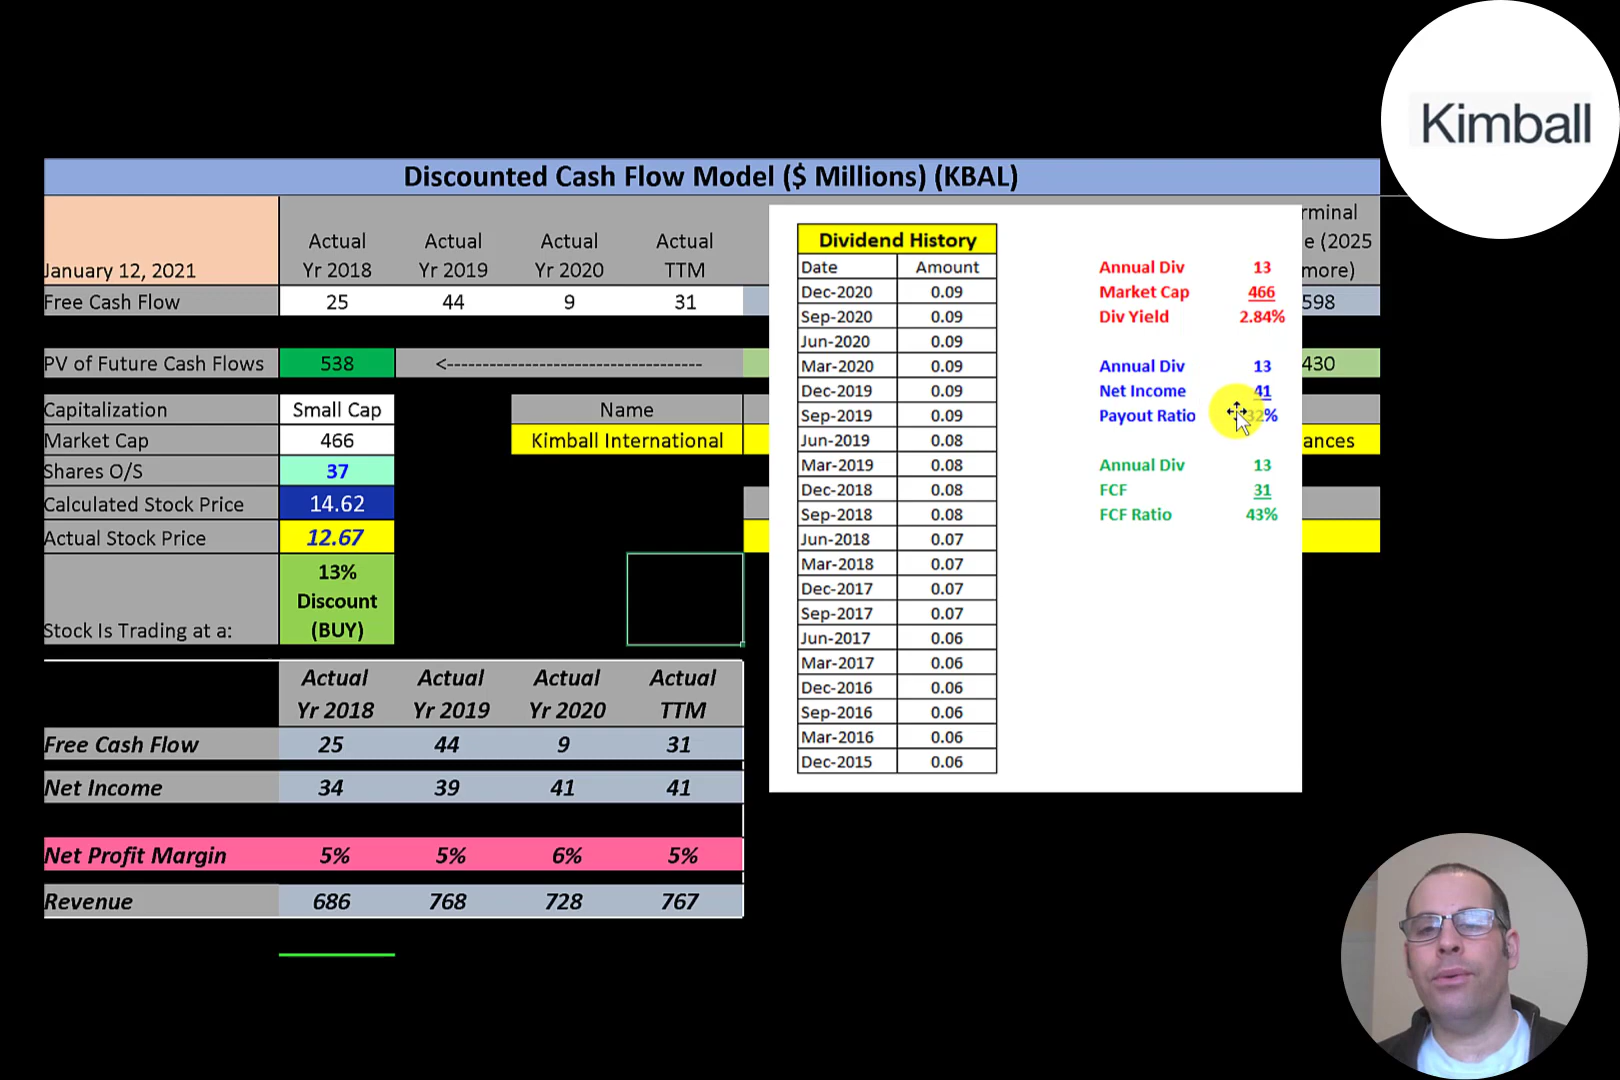 Kimball
Discounted Cash Flow Model ($ Millions) (KBAL)
January 12, 2021
Actual Yr 2018 Actual Yr 2019 Actual Yr 2020 Actual TTM rminal e (2025 more)
Free Cash Flow 25 44 9 31 598
PV of Future Cash Flows 538 <-------------------------------- 430
Capitalization Small Cap Name
Market Cap 466 Kimball International ances
Shares O/S 37
Calculated Stock Price 14.62
Actual Stock Price 12.67
Stock Is Trading at a: 13% Discount (BUY)
Actual Yr 2018 Actual Yr 2019 Actual Yr 2020 Actual TTM
Free Cash Flow 25 44 9 31
Net Income 34 39 41 41
Net Profit Margin 5% 5% 6% 5%
Revenue 686 768 728 767
Dividend History
Date Amount
Dec-2020 0.09
Sep-2020 0.09
Jun-2020 0.09
Mar-2020 0.09
Dec-2019 0.09
Sep-2019 0.09
Jun-2019 0.08
Mar-2019 0.08
Dec-2018 0.08
Sep-2018 0.08
Jun-2018 0.07
Mar-2018 0.07
Dec-2017 0.07
Sep-2017 0.07
Jun-2017 0.06
Mar-2017 0.06
Dec-2016 0.06
Sep-2016 0.06
Mar-2016 0.06
Dec-2015 0.06
Annual Div 13
Market Cap 466
Div Yield 2.84%
Annual Div 13
Net Income 41
Payout Ratio 32%
Annual Div 13
FCF 31
FCF Ratio 43%